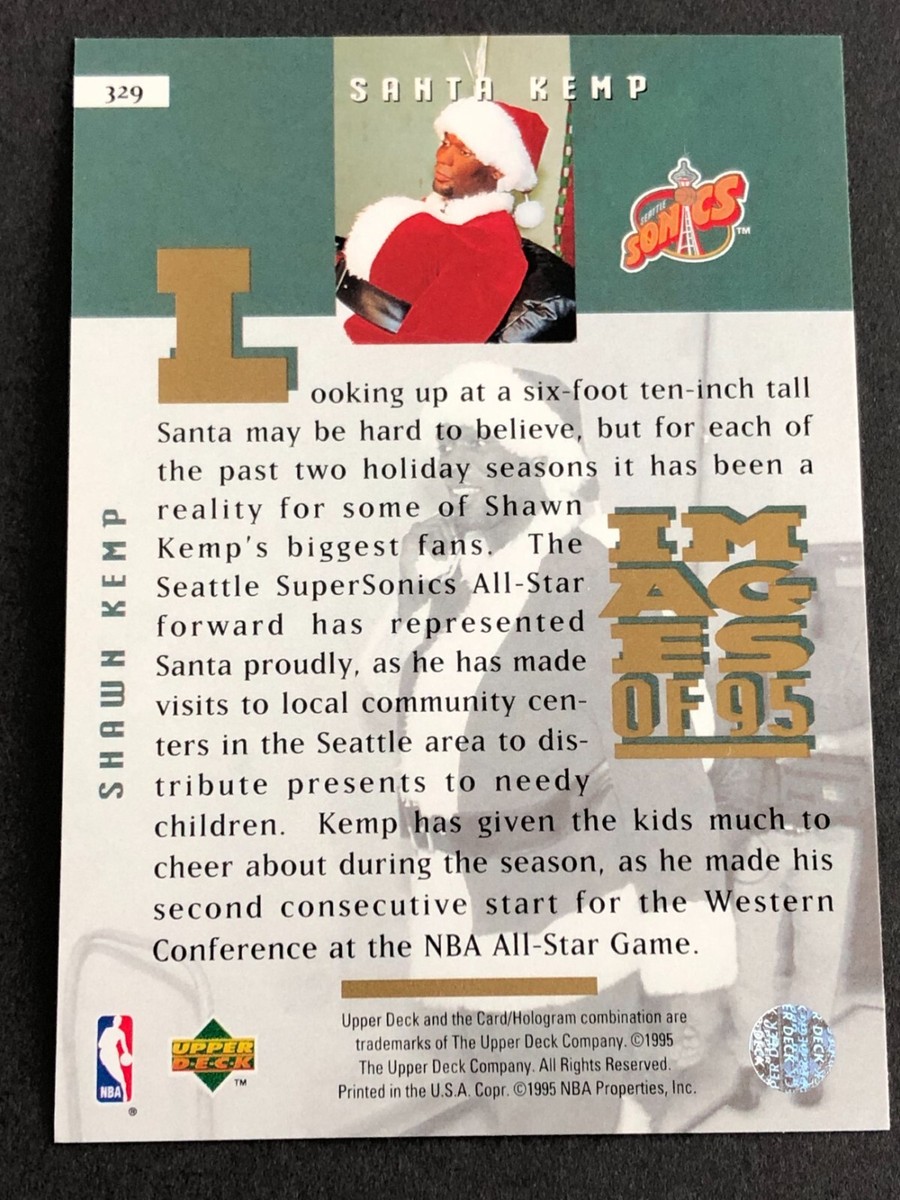 329
SANTA KEMP
SEATTLE
SONICS
TM
Looking up at a six-foot ten-inch tall
Santa may be hard to believe, but for each of
the past two holiday seasons it has been a
reality for some of Shawn
Kemp's biggest fans. The
Seattle SuperSonics All-Star
forward has represented
Santa proudly, as he has made
visits to local community cen-
ters in the Seattle area to dis-
tribute presents to needy
children. Kemp has given the kids much to
cheer about during the season, as he made his
second consecutive start for the Western
Conference at the NBA All-Star Game.
IM
AG
ES
OF 95
SHAWN KEMP
Upper Deck and the Card/Hologram combination are
trademarks of The Upper Deck Company. ©1995
The Upper Deck Company. All Rights Reserved.
Printed in the U.S.A. Copr. ©1995 NBA Properties, Inc.
NBA
®
UPPER
DECK
TM